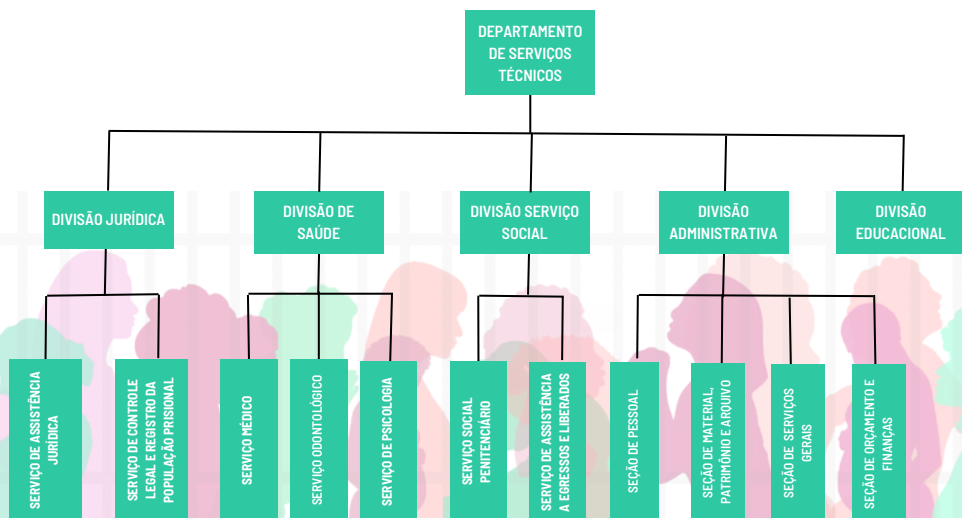 DEPARTAMENTO
DE SERVIÇOS
TÉCNICOS
DIVISÃO JURÍDICA
DIVISÃO DE
SAÚDE
DIVISÃO SERVIÇO
SOCIAL
DIVISÃO
ADMINISTRATIVA
DIVISÃO
EDUCACIONAL
SERVIÇO DE ASSISTÊNCIA
JURÍDICA
SERVIÇO DE CONTROLE
LEGAL E REGISTRO DA
POPULAÇÃO PRISIONAL
SERVIÇO MÉDICO
SERVIÇO ODONTOLÓGICO
SERVIÇO DE PSICOLOGIA
SERVIÇO SOCIAL
PENITENCIÁRIO
SERVIÇO DE ASSISTÊNCIA
A EGRESSOS E LIBERADOS
SEÇÃO DE PESSOAL
SEÇÃO DE MATERIAL,
PATRIMÔNIO E ARQUIVO
SEÇÃO DE SERVIÇOS
GERAIS
SEÇÃO DE ORÇAMENTO E
FINANÇAS